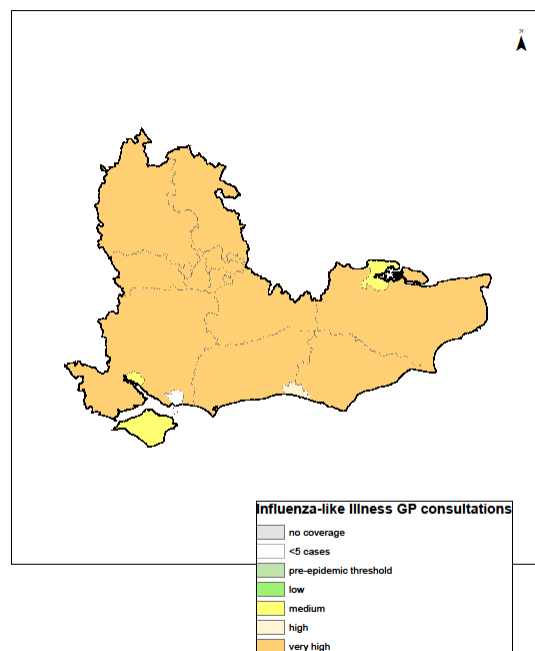 N
Influenza-like Illness GP consultations
no coverage
<5 cases
pre-epidemic threshold
low
medium
high
very high